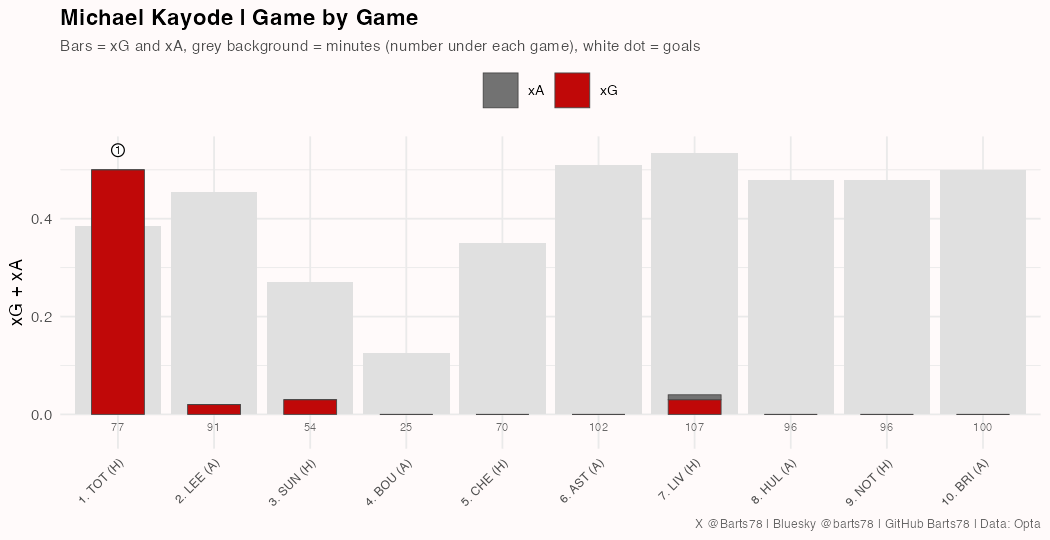 Michael Kayode | Game by Game
Bars = xG and xA, grey background = minutes (number under each game), white dot = goals
xA xG
1
xG + xA
0.4
0.2
0.0
77 91 54 25 70 102 107 96 96 100
1. TOT (H) 2. LEE (A) 3. SUN (H) 4. BOU (A) 5. CHE (H) 6. AST (A) 7. LIV (H) 8. HUL (A) 9. NOT (H) 10. BRI (A)
X @Barts78 | Bluesky @barts78 | GitHub Barts78 | Data: Opta